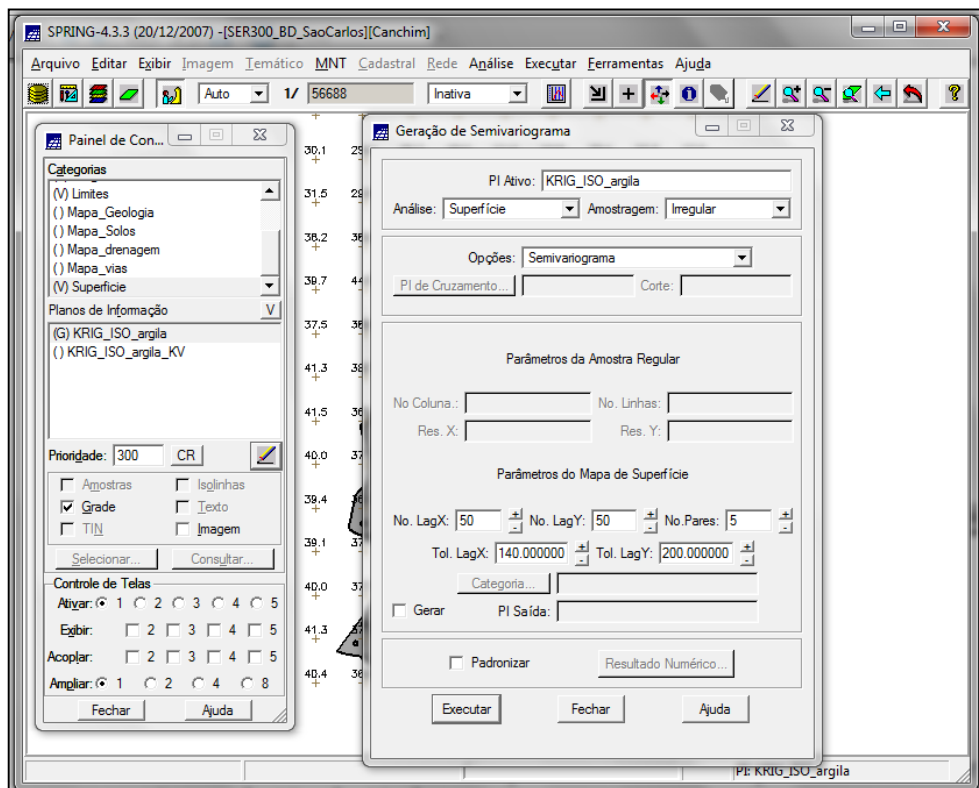 SPRING-4.3.3 (20/12/2007) -[SER300_BD_SaoCarlos][Canchim]
Arquivo Editar Exibir Imagem Temático MNT Cadastral Rede Análise Executar Ferramentas Ajuda
Auto 1/ 56688 Inativa
Painel de Con...
Categorias
(V) Limites
( ) Mapa_Geologia
( ) Mapa_Solos
( ) Mapa_drenagem
( ) Mapa_vias
(V) Superficie
Planos de Informação V
(G) KRIG_ISO_argila
( ) KRIG_ISO_argila_KV
Prioridade: 300 CR
Amostras Isolinhas
Grade Texto
TIN Imagem
Selecionar... Consultar...
Controle de Telas
Ativar: 1 2 3 4 5
Exibir: 2 3 4 5
Acoplar: 2 3 4 5
Ampliar: 1 2 4 8
Fechar Ajuda
30.1
31.5
38.2
39.7
37.5
41.3
41.5
40.0
39.4
39.1
40.0
41.3
40.4
Geração de Semivariograma
PI Ativo: KRIG_ISO_argila
Análise: Superfície Amostragem: Irregular
Opções: Semivariograma
PI de Cruzamento... Corte:
Parâmetros da Amostra Regular
No Coluna.: No. Linhas:
Res. X: Res. Y:
Parâmetros do Mapa de Superfície
No. LagX: 50 No. LagY: 50 No.Pares: 5
Tol. LagX: 140.000000 Tol. LagY: 200.000000
Categoria...
Gerar PI Saída:
Padronizar Resultado Numérico...
Executar Fechar Ajuda
PI: KRIG_ISO_argila